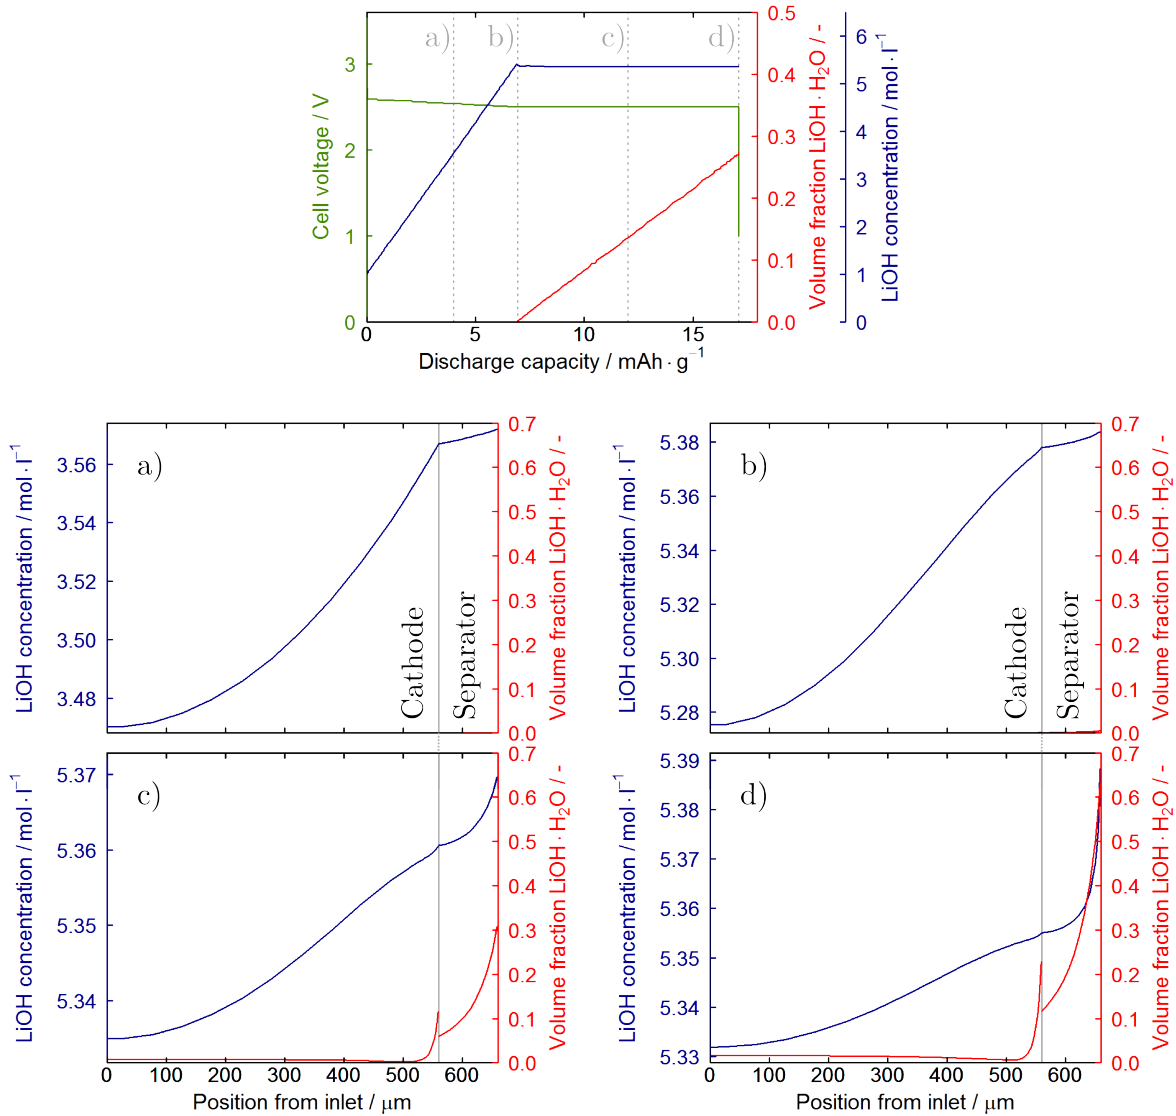 a)
b)
c)
d)
Cell voltage / V
0
1
2
3
0
5
10
15
Discharge capacity / mAh · g⁻¹
0.0
0.1
0.2
0.3
0.4
0.5
Volume fraction LiOH · H₂O / -
0
1
2
3
4
5
6
LiOH concentration / mol · l⁻¹
a)
LiOH concentration / mol · l⁻¹
3.56
3.54
3.52
3.50
3.48
Cathode
Separator
0.7
0.6
0.5
0.4
0.3
0.2
0.1
0.0
Volume fraction LiOH · H₂O / -
b)
LiOH concentration / mol · l⁻¹
5.38
5.36
5.34
5.32
5.30
5.28
Cathode
Separator
0.7
0.6
0.5
0.4
0.3
0.2
0.1
0.0
Volume fraction LiOH · H₂O / -
c)
LiOH concentration / mol · l⁻¹
5.37
5.36
5.35
5.34
0.7
0.6
0.5
0.4
0.3
0.2
0.1
0.0
Volume fraction LiOH · H₂O / -
0 100 200 300 400 500 600
Position from inlet / μm
d)
LiOH concentration / mol · l⁻¹
5.39
5.38
5.37
5.36
5.35
5.34
5.33
0.7
0.6
0.5
0.4
0.3
0.2
0.1
0.0
Volume fraction LiOH · H₂O / -
0 100 200 300 400 500 600
Position from inlet / μm